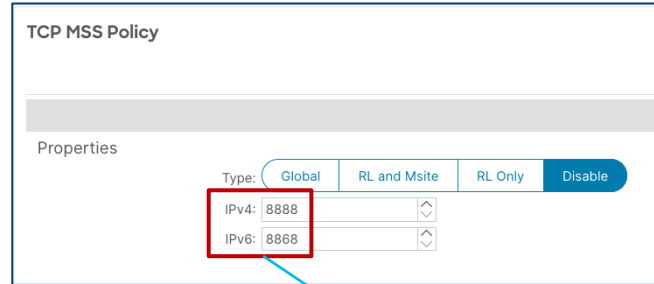 TCP MSS Policy
Properties
Type: Global RL and Msite RL Only Disable
IPv4: 8888
IPv6: 8868